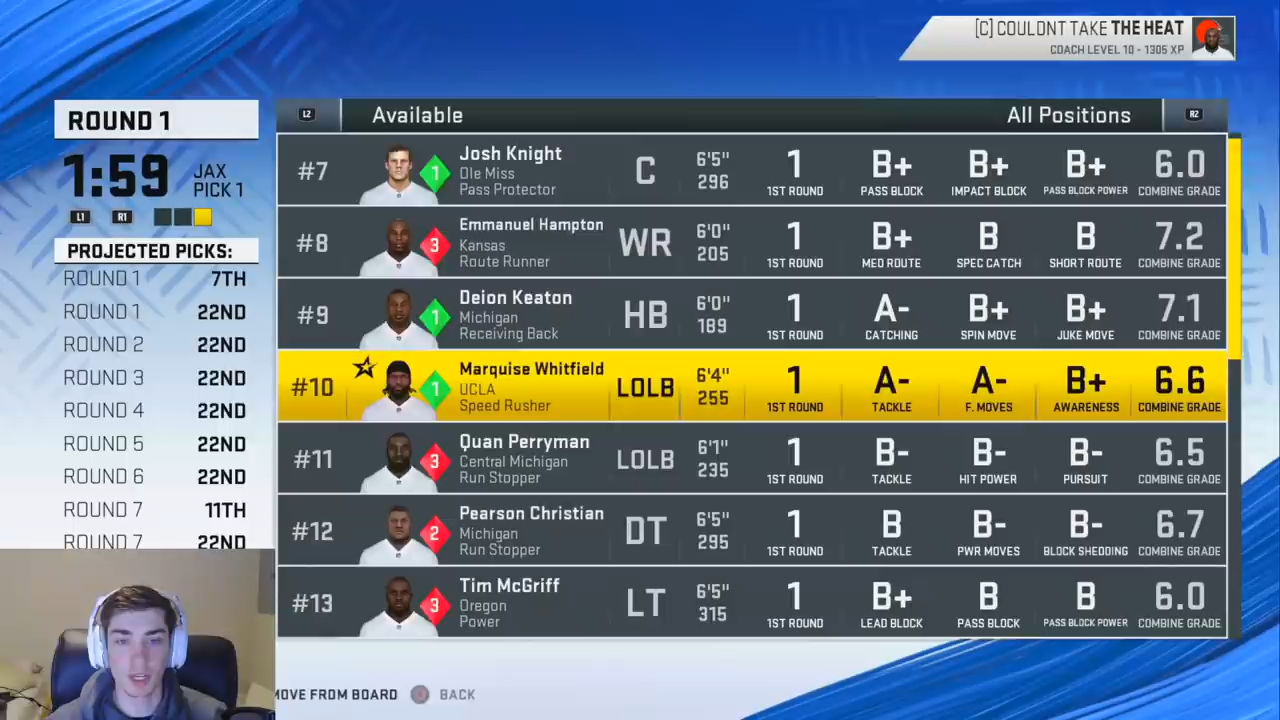 [C] COULDNT TAKE THE HEAT
COACH LEVEL 10 - 1305 XP
ROUND 1
1:59
JAX
PICK 1
L1 R1
PROJECTED PICKS:
ROUND 1 7TH
ROUND 1 22ND
ROUND 2 22ND
ROUND 3 22ND
ROUND 4 22ND
ROUND 5 22ND
ROUND 6 22ND
ROUND 7 11TH
ROUND 7 22ND
L2 Available All Positions R2
#7 1 Josh Knight C 6'5" 1 B+ B+ B+ 6.0
Ole Miss 296
Pass Protector 1ST ROUND PASS BLOCK IMPACT BLOCK PASS BLOCK POWER COMBINE GRADE
#8 3 Emmanuel Hampton WR 6'0" 1 B+ B B 7.2
Kansas 205
Route Runner 1ST ROUND MED ROUTE SPEC CATCH SHORT ROUTE COMBINE GRADE
#9 1 Deion Keaton HB 6'0" 1 A- B+ B+ 7.1
Michigan 189
Receiving Back 1ST ROUND CATCHING SPIN MOVE JUKE MOVE COMBINE GRADE
#10 1 Marquise Whitfield LOLB 6'4" 1 A- A- B+ 6.6
UCLA 255
Speed Rusher 1ST ROUND TACKLE F. MOVES AWARENESS COMBINE GRADE
#11 3 Quan Perryman LOLB 6'1" 1 B- B- B- 6.5
Central Michigan 235
Run Stopper 1ST ROUND TACKLE HIT POWER PURSUIT COMBINE GRADE
#12 2 Pearson Christian DT 6'5" 1 B B- B- 6.7
Michigan 295
Run Stopper 1ST ROUND TACKLE PWR MOVES BLOCK SHEDDING COMBINE GRADE
#13 3 Tim McGriff LT 6'5" 1 B+ B B 6.0
Oregon 315
Power 1ST ROUND LEAD BLOCK PASS BLOCK PASS BLOCK POWER COMBINE GRADE
MOVE FROM BOARD BACK